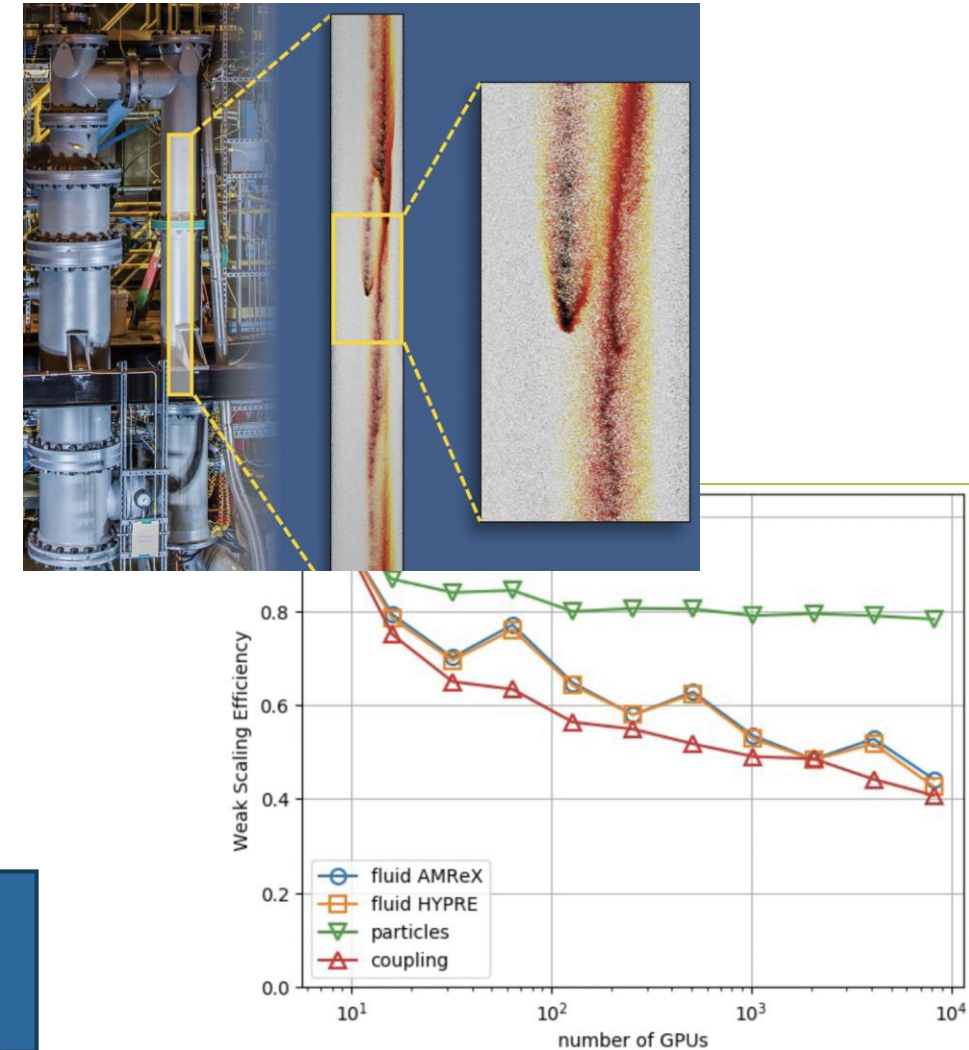 0.8
0.6
0.4
0.2
0.0
Weak Scaling Efficiency
fluid AMReX
fluid HYPRE
particles
coupling
10¹
10²
10³
10⁴
number of GPUs